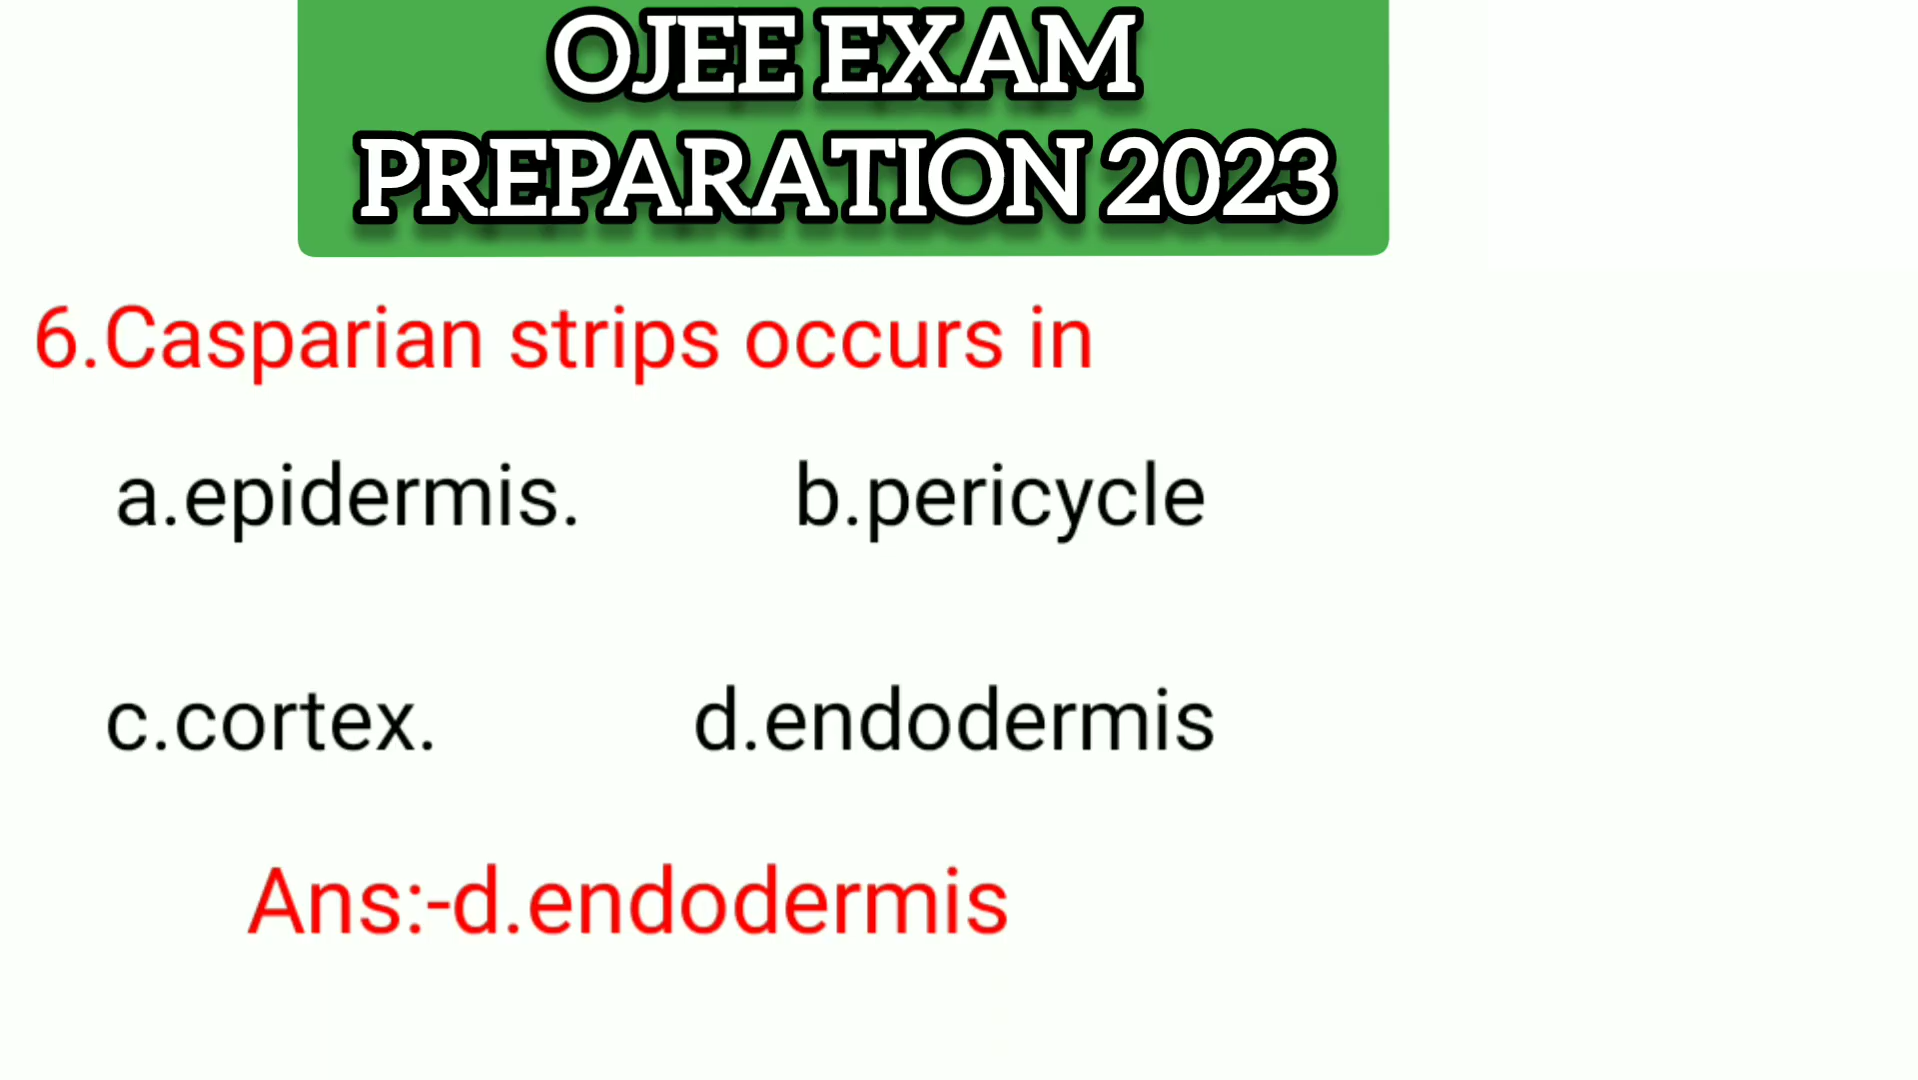 OJEE EXAM
PREPARATION 2023
6.Casparian strips occurs in
a.epidermis. b.pericycle
c.cortex. d.endodermis
Ans:-d.endodermis